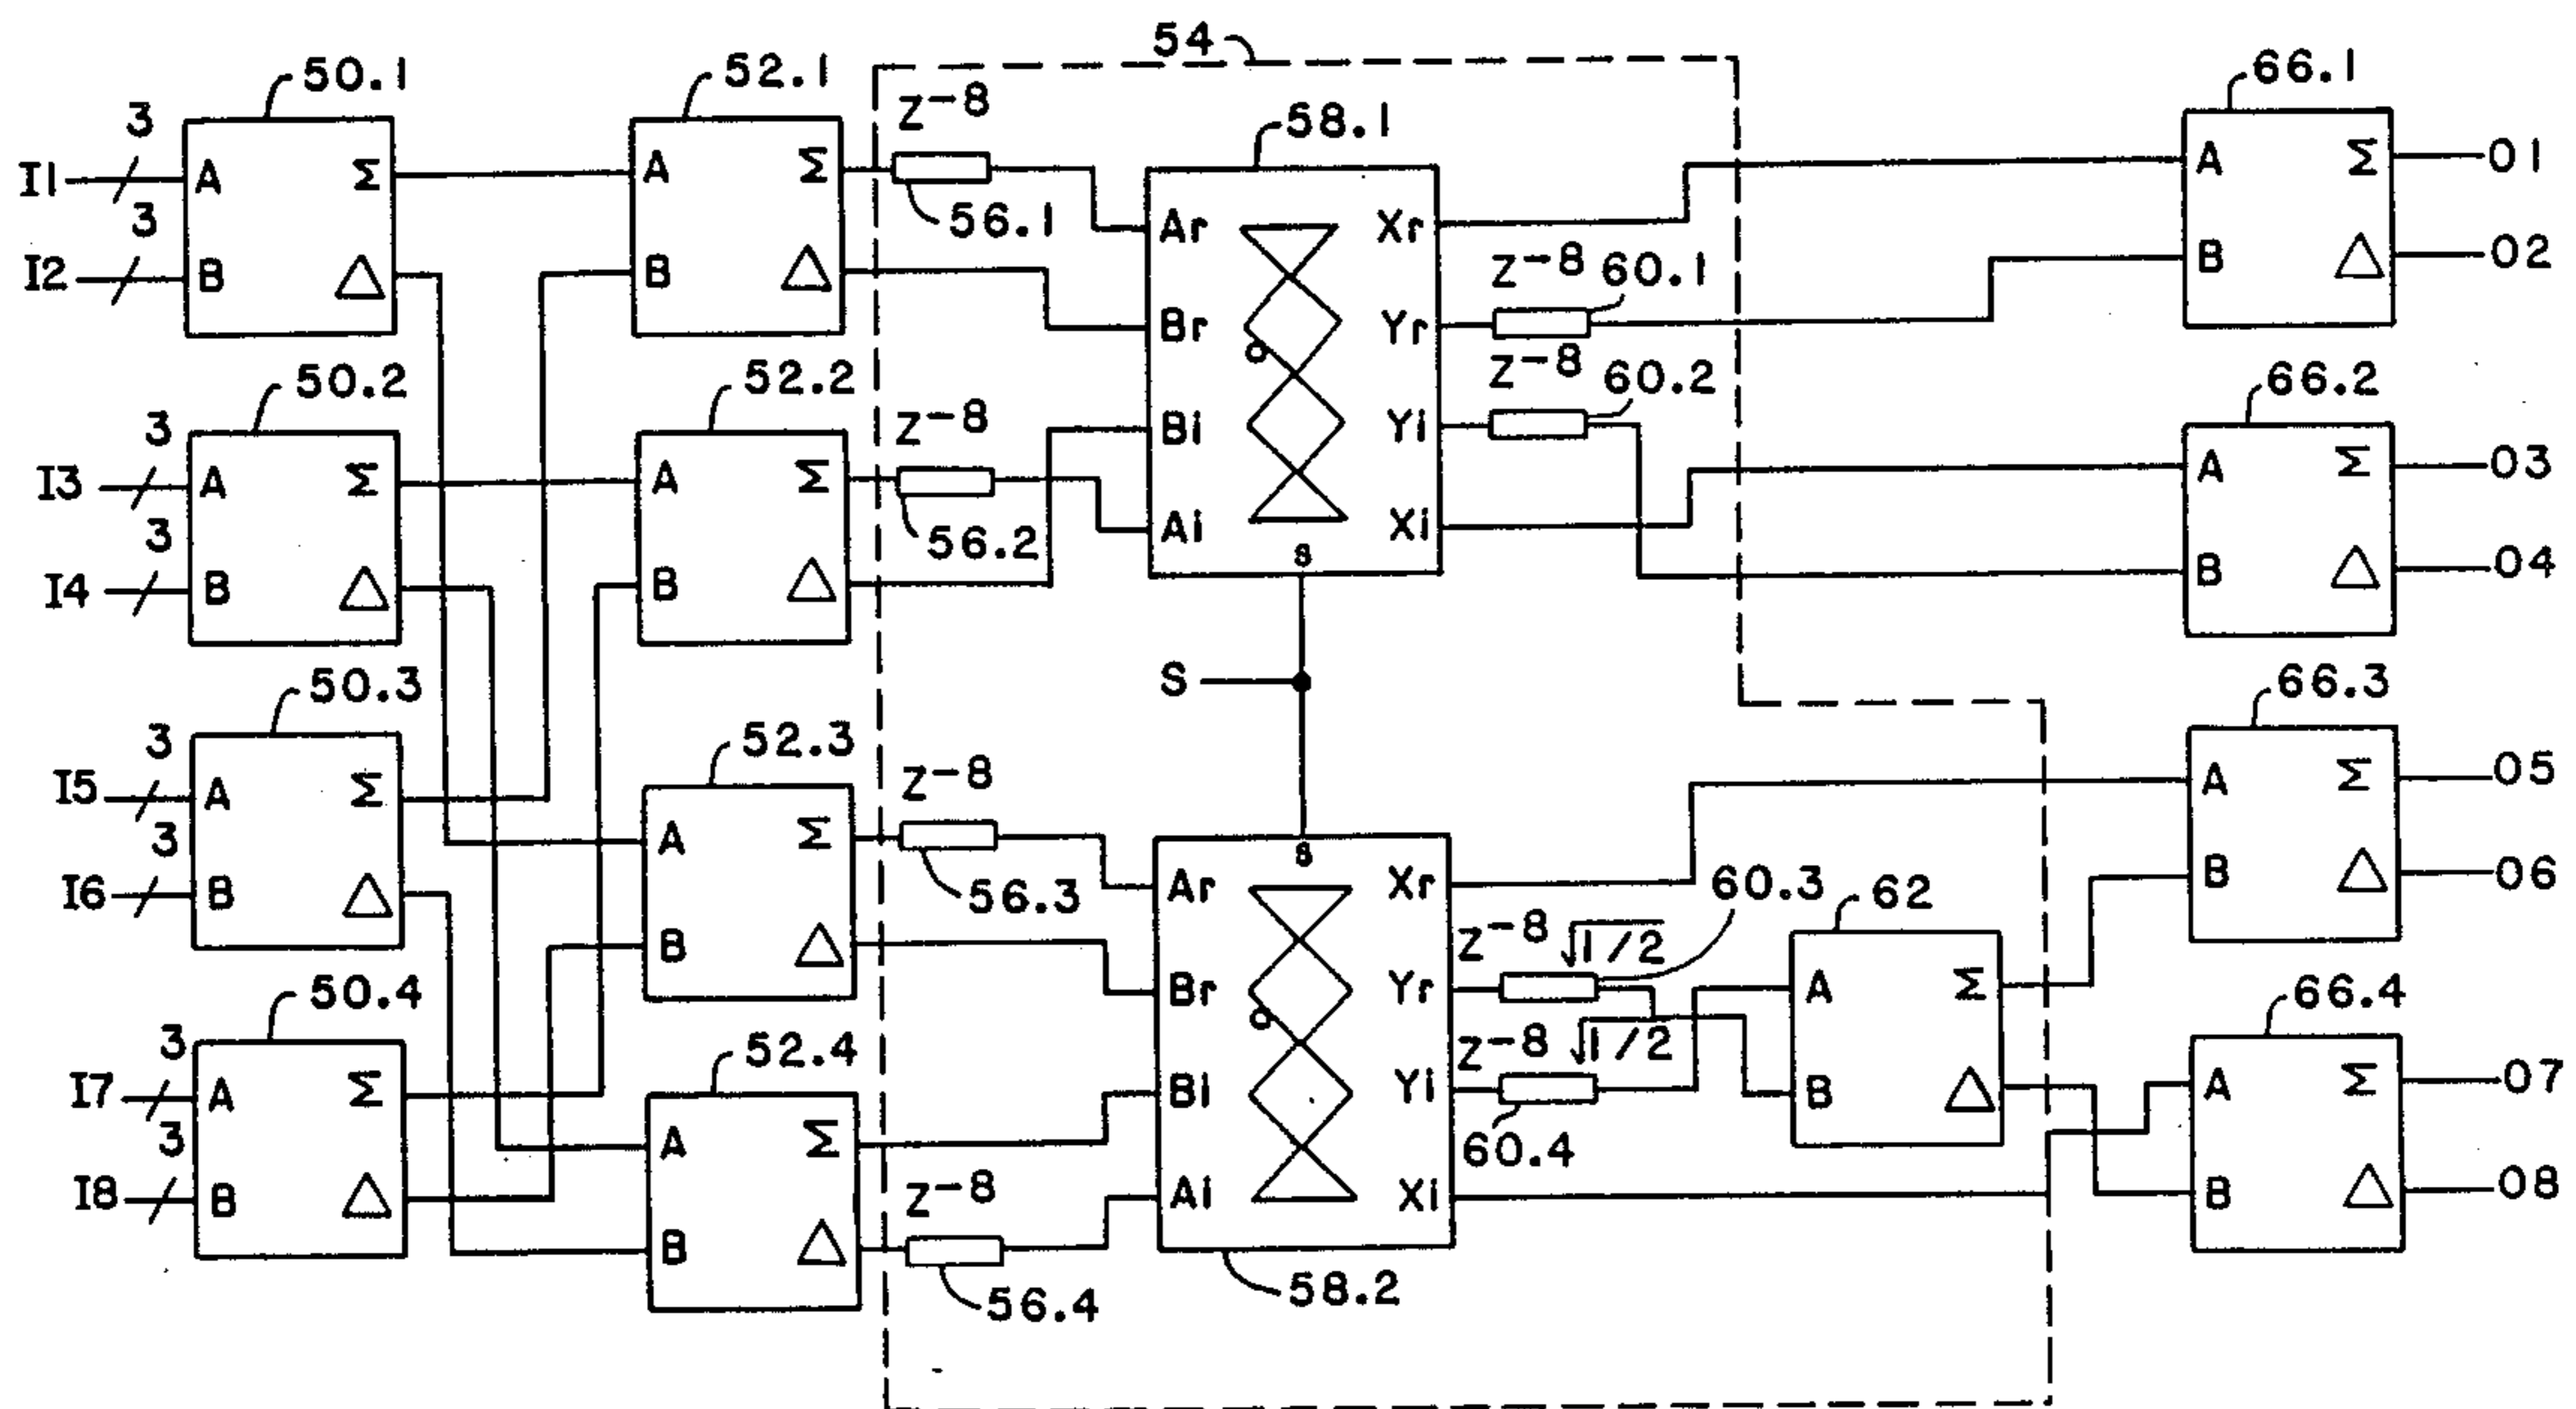 54
50.1
52.1
Z-8
58.1
66.1
3
I1
A
Σ
A
Σ
56.1
Ar
Xr
A
Σ
O1
3
I2
B
△
B
△
Br
Z-8
60.1
Yr
B
△
O2
50.2
52.2
Z-8
Z-8
60.2
66.2
3
I3
A
Σ
A
Σ
56.2
Bi
Yi
A
Σ
O3
3
I4
B
△
B
△
Ai
s
Xi
B
△
O4
S
50.3
52.3
Z-8
66.3
3
I5
A
Σ
A
Σ
56.3
s
Ar
Xr
A
Σ
O5
3
I6
B
△
B
△
Br
Z-8
√1/2
60.3
Yr
62
A
Σ
B
△
O6
50.4
52.4
Z-8
√1/2
60.4
66.4
3
I7
A
Σ
A
Σ
Bi
Yi
B
△
A
Σ
O7
3
I8
B
△
B
△
Z-8
56.4
Ai
Xi
58.2
B
△
O8